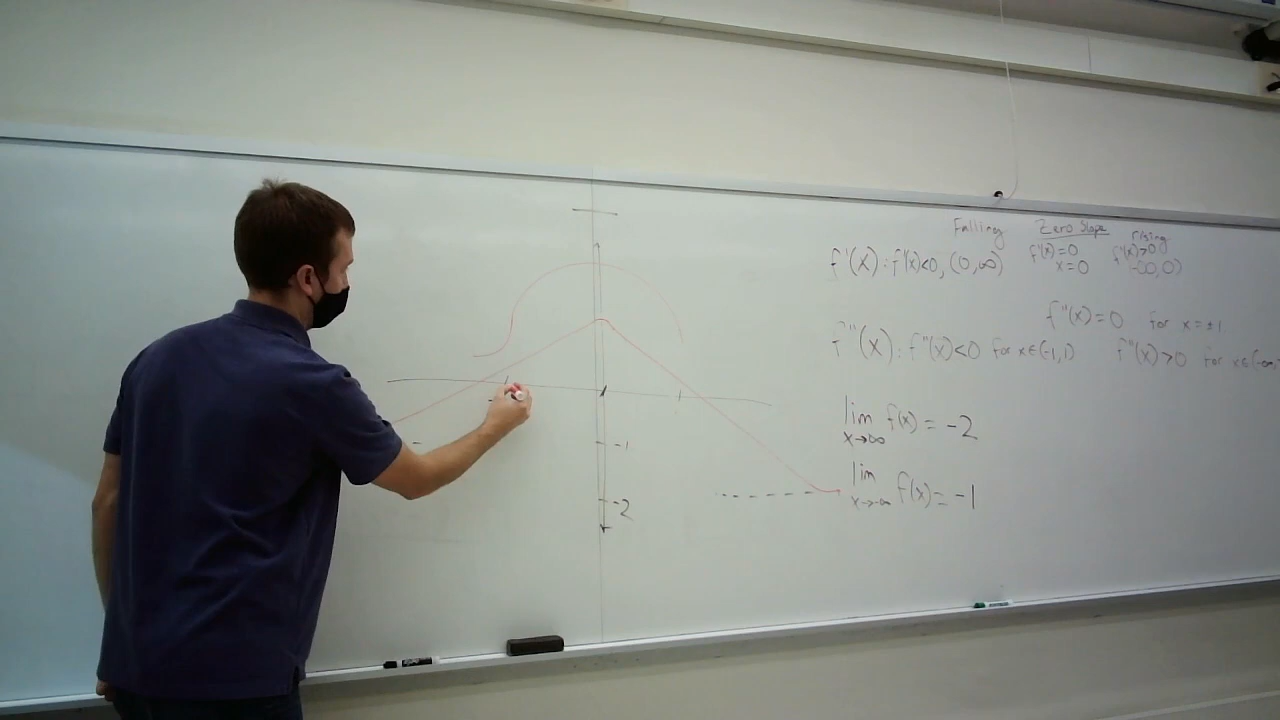 Falling Zero Slope rising
f'(x) : f'(x)<0, (0,∞) f'(x)=0 f'(x)>0
x=0 -∞,0)
f''(x)=0 for x=±1
f''(x) : f''(x)<0 for x∈(-1,1) f''(x)>0 for x∈(-∞,
lim f(x) = -2
x→∞
lim f(x) = -1
x→-∞
-1
-2